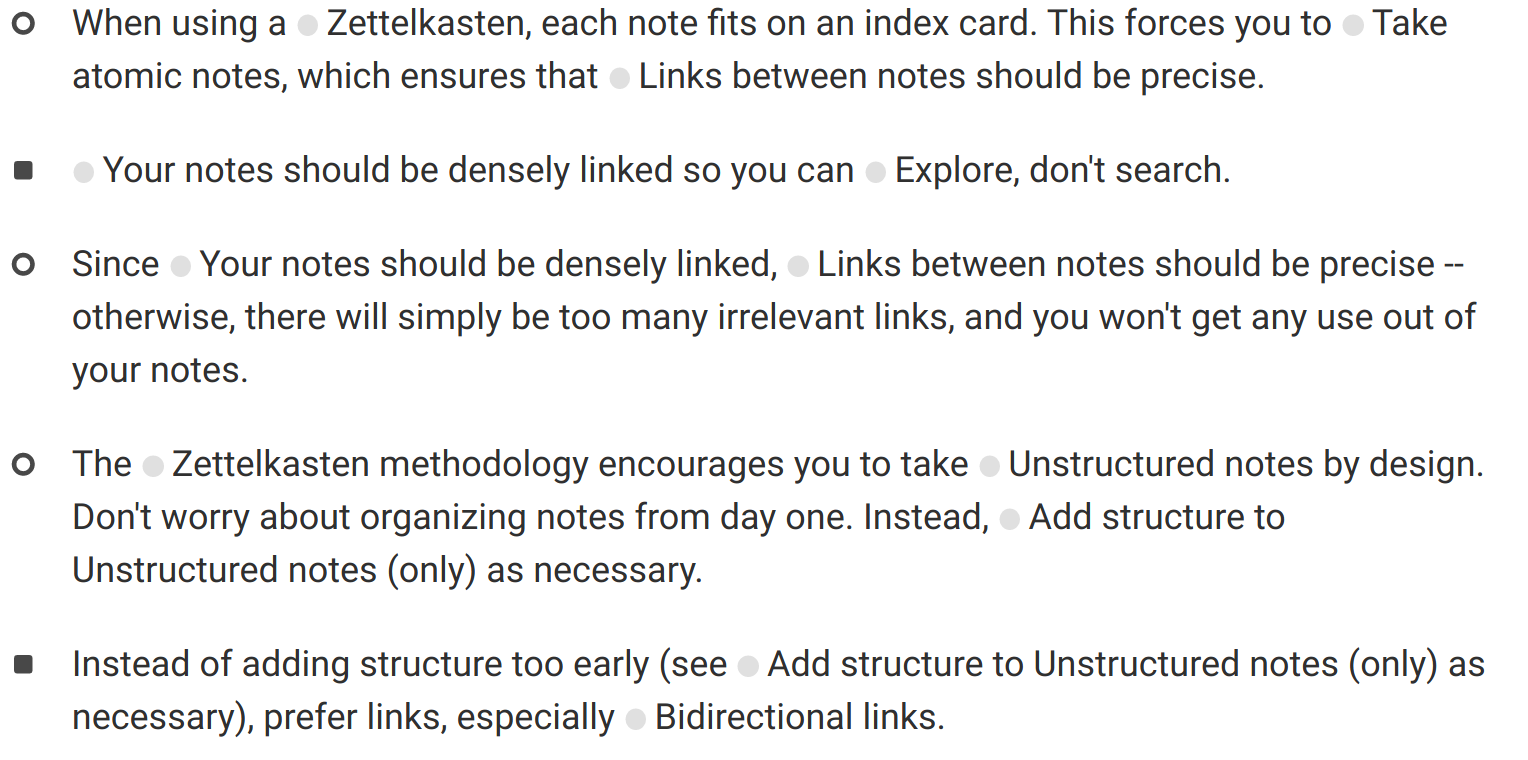 When using a Zettelkasten, each note fits on an index card. This forces you to Take
atomic notes, which ensures that Links between notes should be precise.
Your notes should be densely linked so you can Explore, don't search.
Since Your notes should be densely linked, Links between notes should be precise --
otherwise, there will simply be too many irrelevant links, and you won't get any use out of
your notes.
The Zettelkasten methodology encourages you to take Unstructured notes by design.
Don't worry about organizing notes from day one. Instead, Add structure to
Unstructured notes (only) as necessary.
Instead of adding structure too early (see Add structure to Unstructured notes (only) as
necessary), prefer links, especially Bidirectional links.